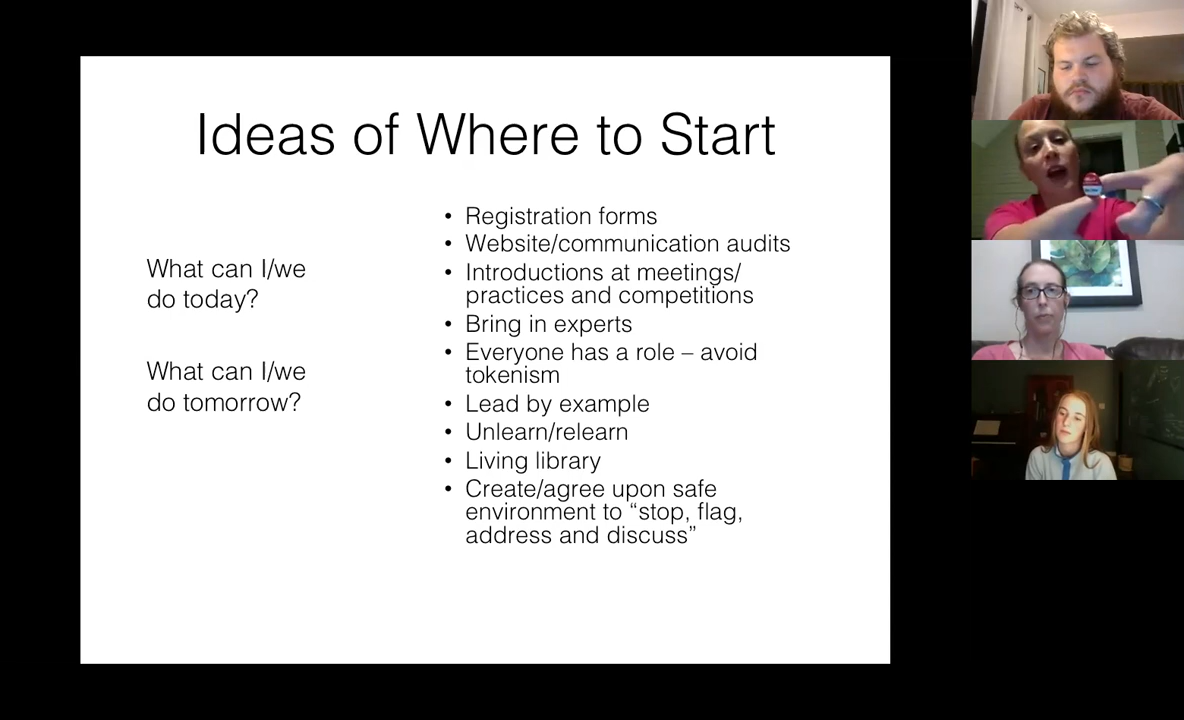 Ideas of Where to Start
What can I/we
do today?
What can I/we
do tomorrow?
• Registration forms
• Website/communication audits
• Introductions at meetings/
practices and competitions
• Bring in experts
• Everyone has a role – avoid
tokenism
• Lead by example
• Unlearn/relearn
• Living library
• Create/agree upon safe
environment to “stop, flag,
address and discuss”